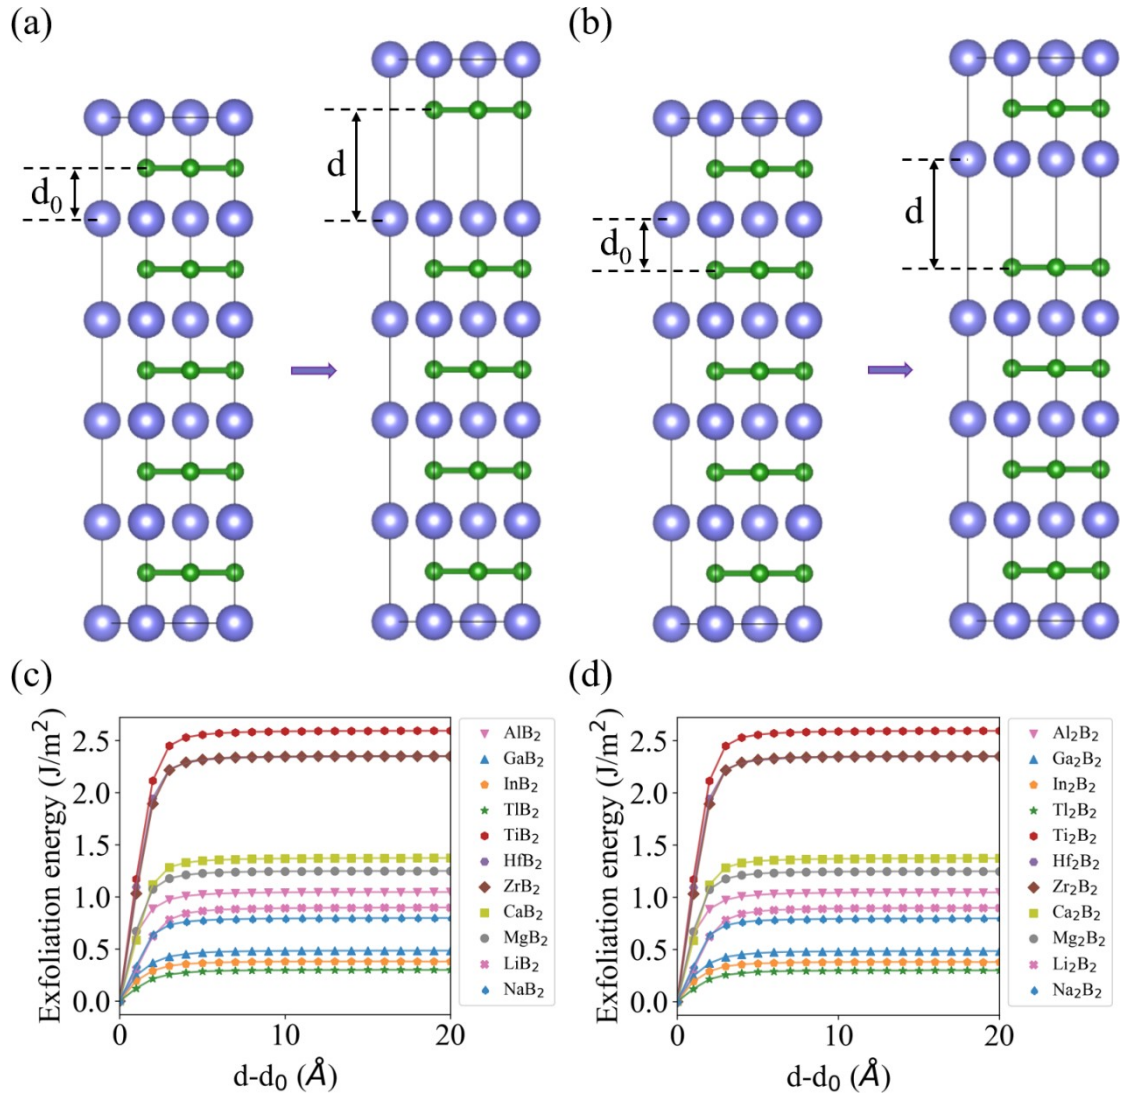 (a)
(b)
d₀
d
d₀
d
(c)
(d)
Exfoliation energy (J/m²)
2.5
2.0
1.5
1.0
0.5
0.0
0
10
20
d-d₀ (Å)
AlB₂
GaB₂
InB₂
TlB₂
TiB₂
HfB₂
ZrB₂
CaB₂
MgB₂
LiB₂
NaB₂
Exfoliation energy (J/m²)
2.5
2.0
1.5
1.0
0.5
0.0
0
10
20
d-d₀ (Å)
Al₂B₂
Ga₂B₂
In₂B₂
Tl₂B₂
Ti₂B₂
Hf₂B₂
Zr₂B₂
Ca₂B₂
Mg₂B₂
Li₂B₂
Na₂B₂